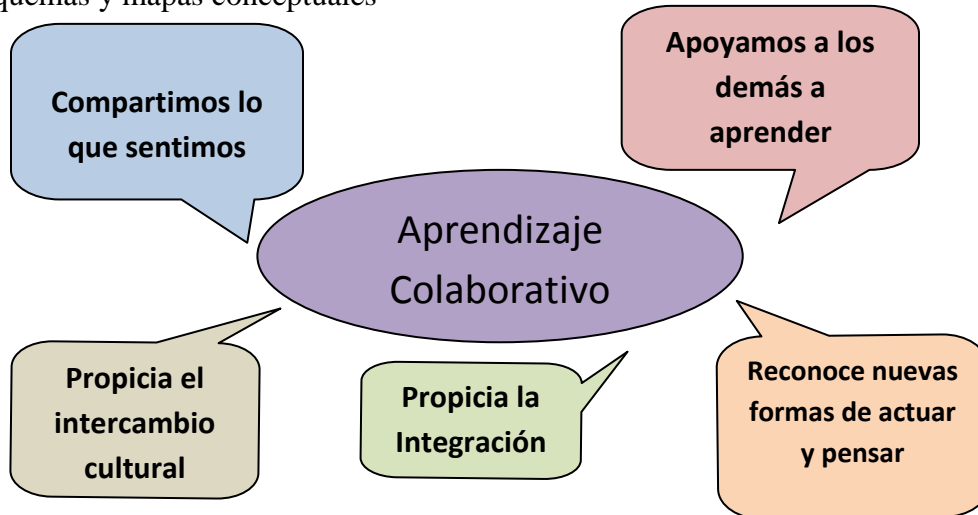 y mapas conceptuales
Compartimos lo
que sentimos
Apoyamos a los
demás a
aprender
Aprendizaje
Colaborativo
Propicia el
intercambio
cultural
Propicia la
Integración
Reconoce nuevas
formas de actuar
y pensar